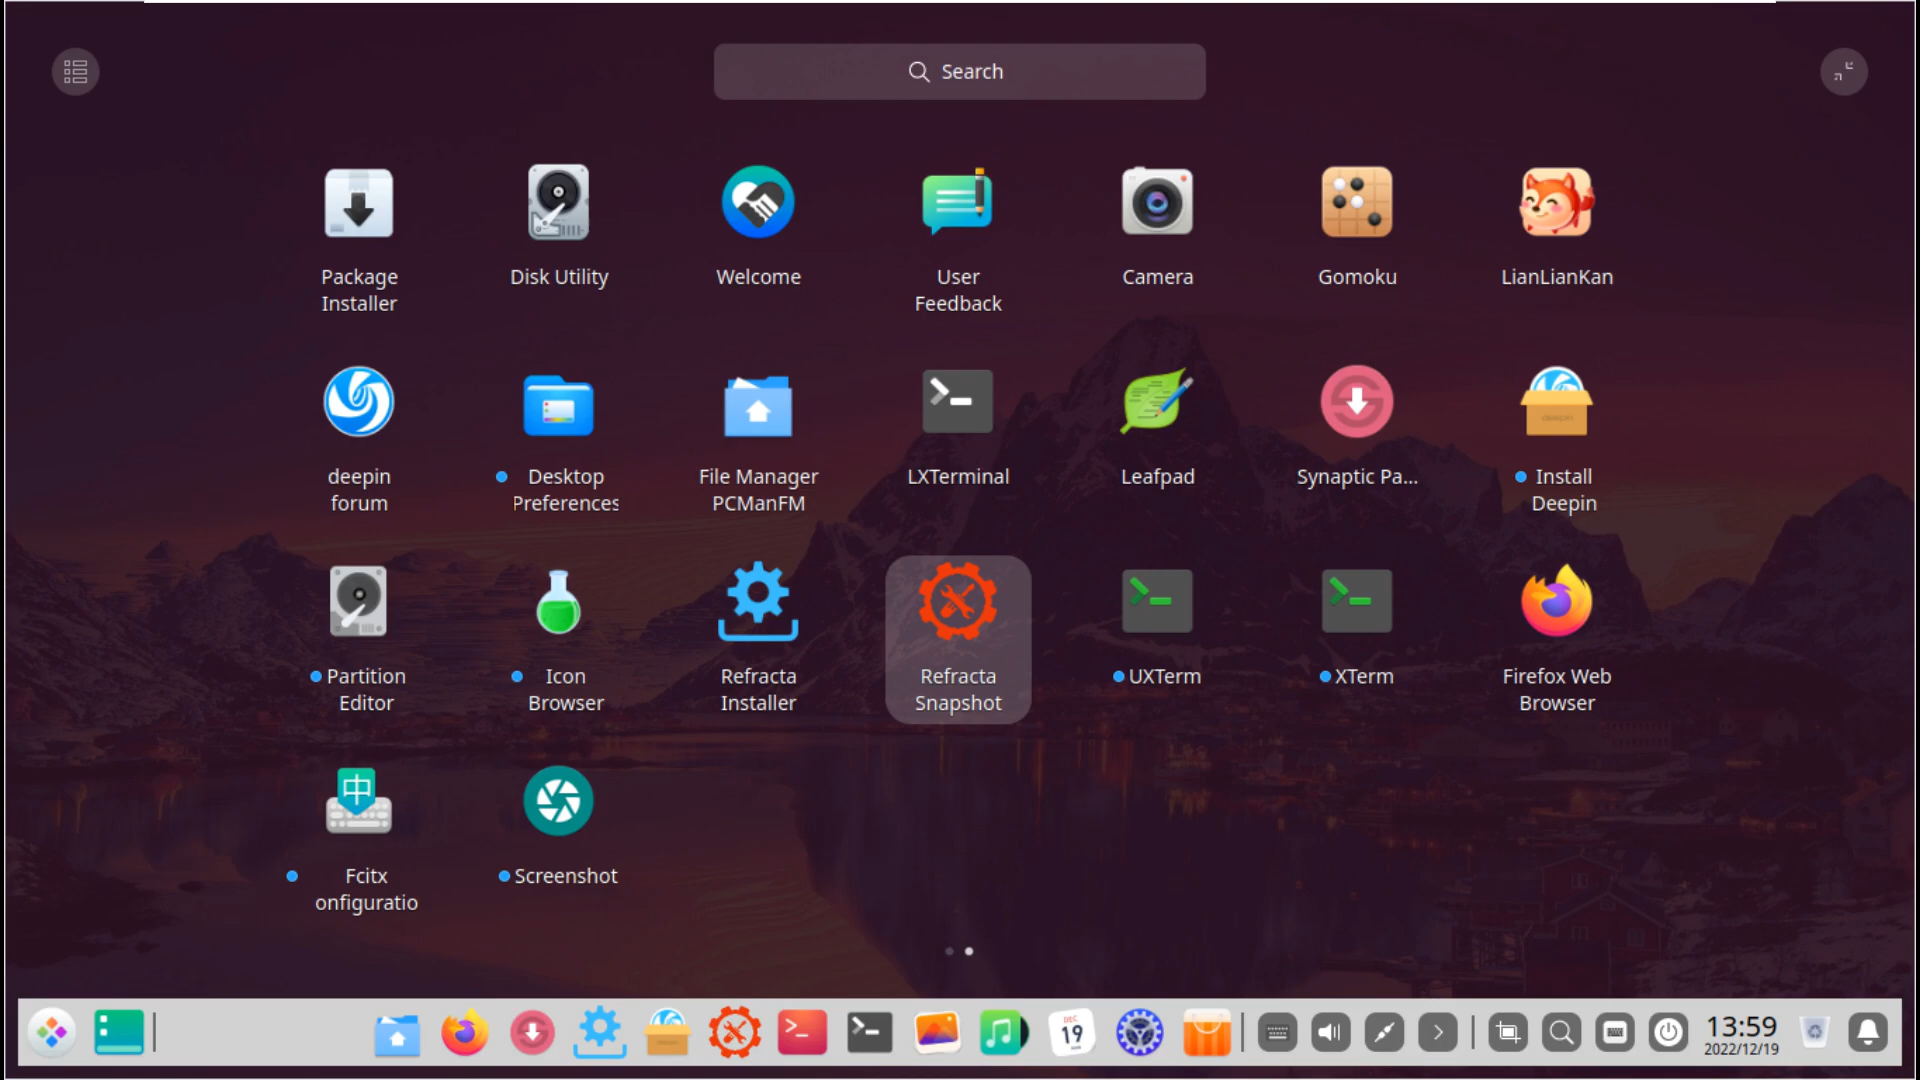 Search
Package
Installer
Disk Utility
Welcome
User
Feedback
Camera
Gomoku
LianLianKan
deepin
forum
Desktop
Preferences
File Manager
PCManFM
LXTerminal
Leafpad
Synaptic Pa...
Install
Deepin
Partition
Editor
Icon
Browser
Refracta
Installer
Refracta
Snapshot
UXTerm
XTerm
Firefox Web
Browser
中
Fcitx
onfiguratio
Screenshot
DEC
19
13:59
2022/12/19